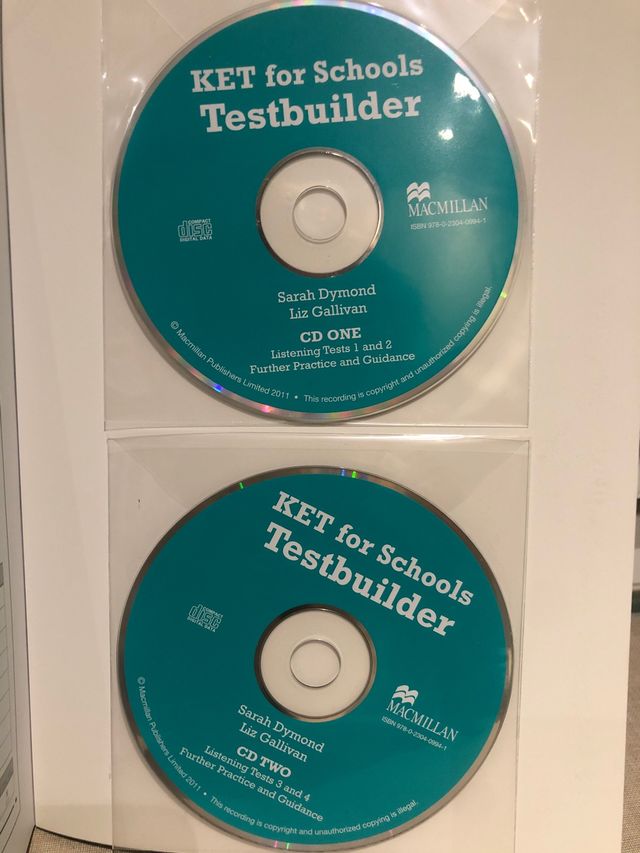 KET for Schools
Testbuilder
MACMILLAN
ISBN 978-0-2304-0994-1
COMPACT
disc
DIGITAL DATA
Sarah Dymond
Liz Gallivan
CD ONE
Listening Tests 1 and 2
Further Practice and Guidance
© Macmillan Publishers Limited 2011 • This recording is copyright and unauthorized copying is illegal.
KET for Schools
Testbuilder
COMPACT
disc
DIGITAL DATA
MACMILLAN
ISBN 978-0-2304-0994-1
Sarah Dymond
Liz Gallivan
CD TWO
Listening Tests 3 and 4
Further Practice and Guidance
© Macmillan Publishers Limited 2011 • This recording is copyright and unauthorized copying is illegal.